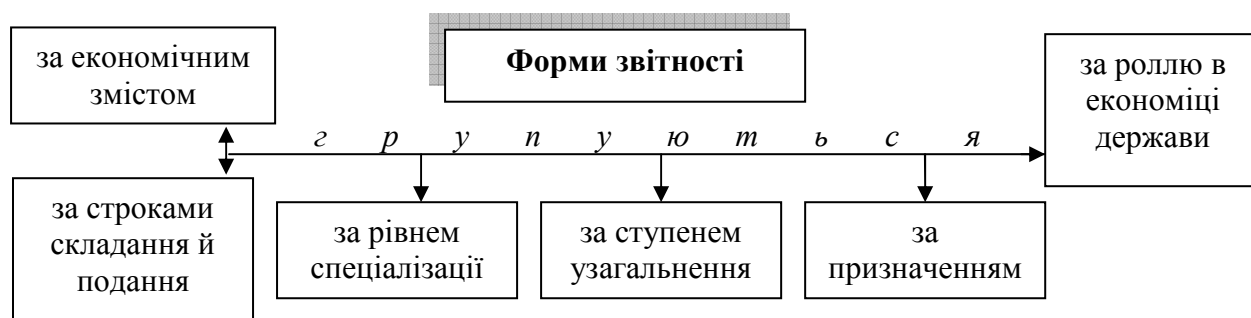 за економічним
змістом
Форми звітності
за роллю в
економіці
держави
групуються
за строками
складання й
подання
за рівнем
спеціалізації
за ступенем
узагальнення
за
призначенням